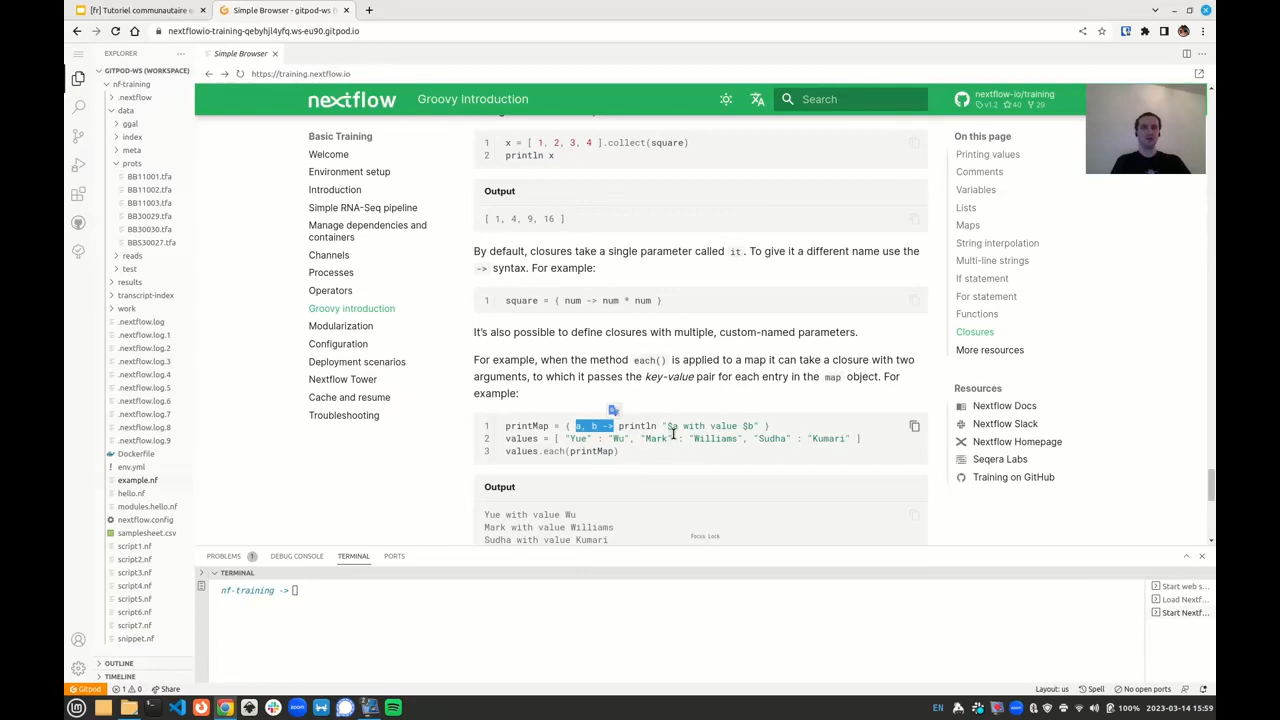 [fr] Tutoriel communautaire e
Simple Browser - gitpod-ws
nextflowio-training-qebyhjl4yfq.ws-eu90.gitpod.io
EXPLORER
GITPOD-WS (WORKSPACE)
nf-training
.nextflow
data
ggal
index
meta
prots
BB11001.tfa
BB11002.tfa
BB11003.tfa
BB30029.tfa
BB30030.tfa
BBS30027.tfa
reads
test
results
transcript-index
work
.nextflow.log
.nextflow.log.1
.nextflow.log.2
.nextflow.log.3
.nextflow.log.4
.nextflow.log.5
.nextflow.log.6
.nextflow.log.7
.nextflow.log.8
.nextflow.log.9
Dockerfile
env.yml
example.nf
hello.nf
modules.hello.nf
nextflow.config
samplesheet.csv
script1.nf
script2.nf
script3.nf
script4.nf
script5.nf
script6.nf
script7.nf
snippet.nf
OUTLINE
TIMELINE
Simple Browser
https://training.nextflow.io
nextflow
Groovy Introduction
Search
nextflow-io/training
v1.2 40 29
Basic Training
Welcome
Environment setup
Introduction
Simple RNA-Seq pipeline
Manage dependencies and
containers
Channels
Processes
Operators
Groovy introduction
Modularization
Configuration
Deployment scenarios
Nextflow Tower
Cache and resume
Troubleshooting
1 x = [ 1, 2, 3, 4 ].collect(square)
2 println x
Output
[ 1, 4, 9, 16 ]
By default, closures take a single parameter called it. To give it a different name use the
-> syntax. For example:
1 square = { num -> num * num }
It's also possible to define closures with multiple, custom-named parameters.
For example, when the method each() is applied to a map it can take a closure with two
arguments, to which it passes the key-value pair for each entry in the map object. For
example:
1 printMap = { a, b -> println "$a with value $b" }
2 values = [ "Yue" : "Wu", "Mark" : "Williams", "Sudha" : "Kumari" ]
3 values.each(printMap)
Output
Yue with value Wu
Mark with value Williams
Sudha with value Kumari
Focus Lock
On this page
Printing values
Comments
Variables
Lists
Maps
String interpolation
Multi-line strings
If statement
For statement
Functions
Closures
More resources
Resources
Nextflow Docs
Nextflow Slack
Nextflow Homepage
Seqera Labs
Training on GitHub
PROBLEMS 1 DEBUG CONSOLE TERMINAL PORTS
TERMINAL
nf-training ->
Start web s...
Load Nextf...
Start Nextf...
Gitpod 1 0 Share
Layout: us Spell No open ports
EN 100% 2023-03-14 15:59